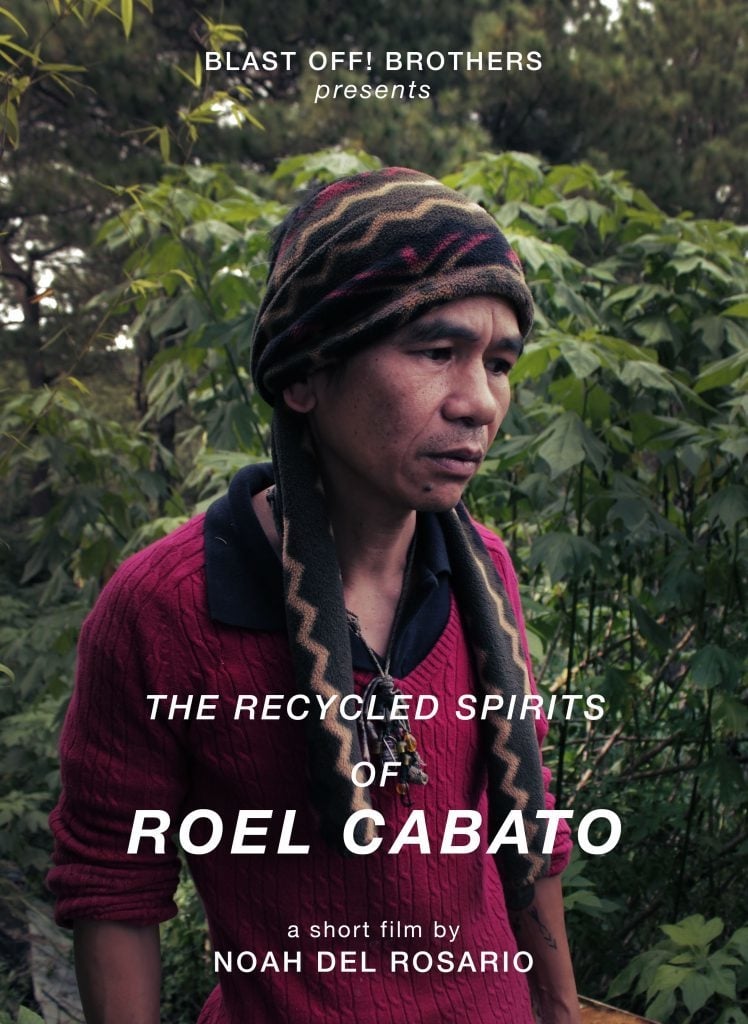 BLAST OFF! BROTHERS
presents
THE RECYCLED SPIRITS
OF
ROEL CABATO
a short film by
NOAH DEL ROSARIO